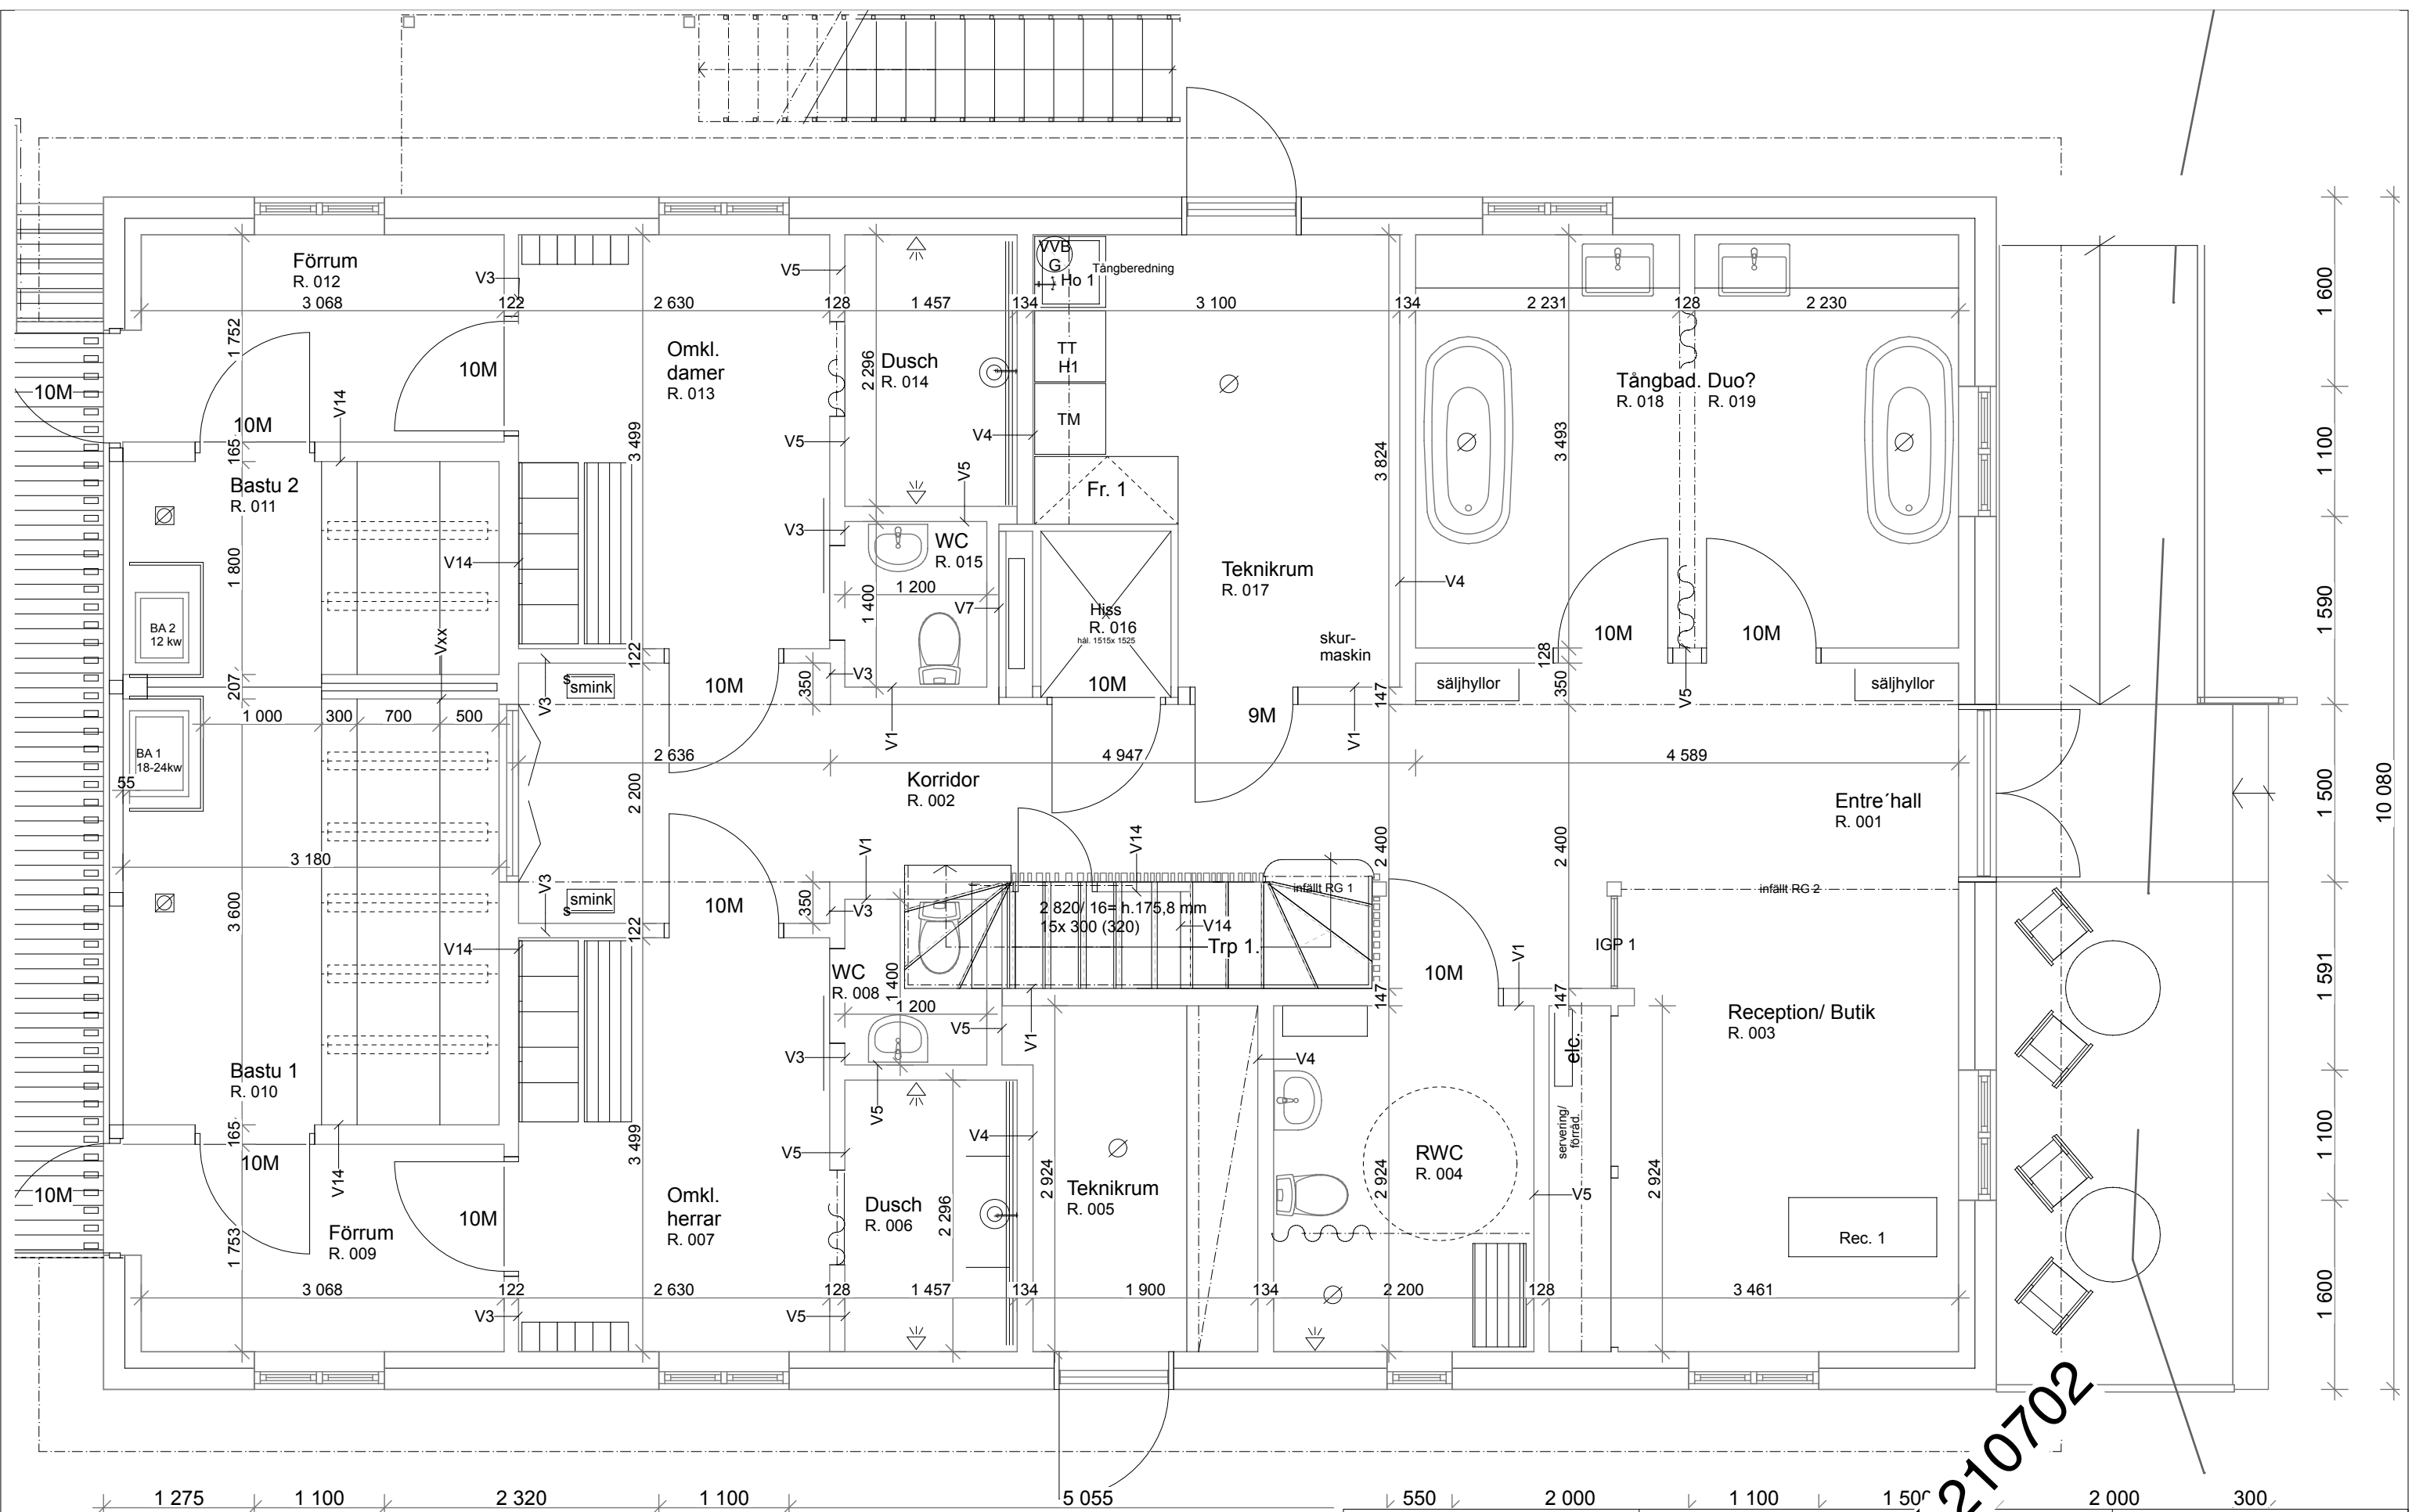 Förrum
R. 012
3 068
122
V3
2 630
128
V5
1 457
134
VVB
G
Ho 1
Tångberedning
3 100
134
2 231
128
2 230
1 600
1 752
10M
10M
10M
V14
10M
165
Omkl.
damer
R. 013
3 499
V5
2 296
Dusch
R. 014
V4
V5
TT
H1
TM
Fr. 1
3 824
3 493
Tångbad. Duo?
R. 018
R. 019
1 100
Bastu 2
R. 011
1 800
V14
V3
WC
R. 015
1 200
1 400
V7
Hiss
R. 016
hål. 1515x 1525
10M
Teknikrum
R. 017
V4
skur-
maskin
10M
10M
1 590
BA 2
12 kw
Vxx
207
122
s
smink
V3
10M
350
V3
V1
9M
V1
147
128
350
säljhyllor
V5
säljhyllor
1 000
300
700
500
BA 1
18-24kw
55
2 636
4 947
4 589
2 200
Korridor
R. 002
Entre´hall
R. 001
1 500
10 080
3 180
3 600
V3
s
smink
10M
350
V3
V1
V14
2 400
2 400
infällt RG 1
infällt RG 2
2 820/ 16= h.175,8 mm
15x 300 (320)
V14
Trp 1.
122
V14
WC
R. 008
1 400
1 200
V5
V1
147
10M
V1
147
IGP 1
1 591
Reception/ Butik
R. 003
V3
V5
V4
elc.
Bastu 1
R. 010
165
10M
V14
10M
10M
3 499
V5
V4
2 924
Teknikrum
R. 005
2 924
RWC
R. 004
servering/
förråd.
V5
2 924
1 100
Förrum
R. 009
1 753
Omkl.
herrar
R. 007
Dusch
R. 006
2 296
Rec. 1
3 068
122
2 630
128
1 457
134
1 900
134
2 200
128
3 461
1 600
V3
V5
210702
1 275
1 100
2 320
1 100
5 055
550
2 000
1 100
2 000
300